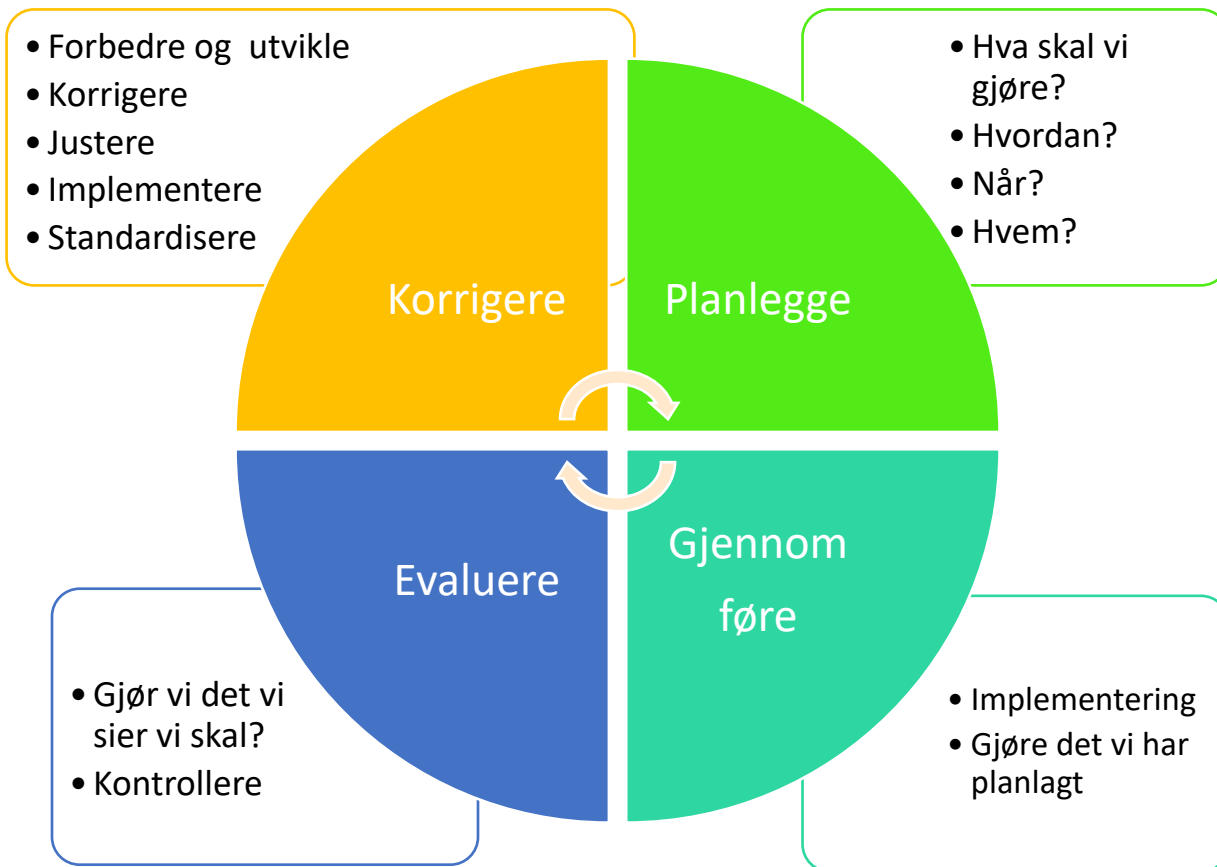 • Forbedre og utvikle
• Korrigere
• Justere
• Implementere
• Standardisere
• Hva skal vi
gjøre?
• Hvordan?
• Når?
• Hvem?
Korrigere
Planlegge
Evaluere
Gjennom
føre
• Gjør vi det vi
sier vi skal?
• Kontrollere
• Implementering
• Gjøre det vi har
planlagt